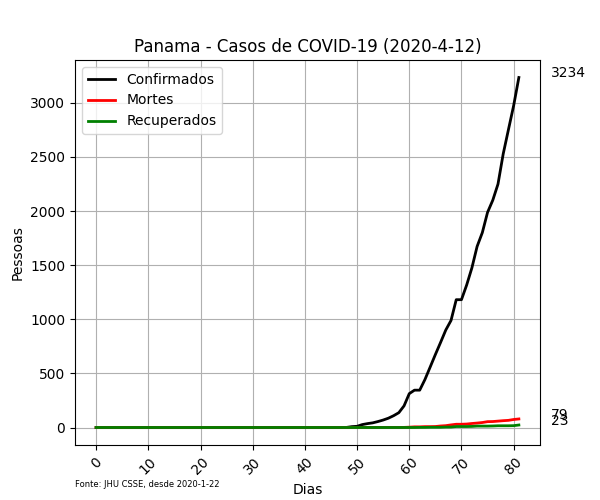 Panama - Casos de COVID-19 (2020-4-12)
Confirmados
Mortes
Recuperados
3234
79
23
Pessoas
3000
2500
2000
1500
1000
500
0
0 10 20 30 40 50 60 70 80
Dias
Fonte: JHU CSSE, desde 2020-1-22